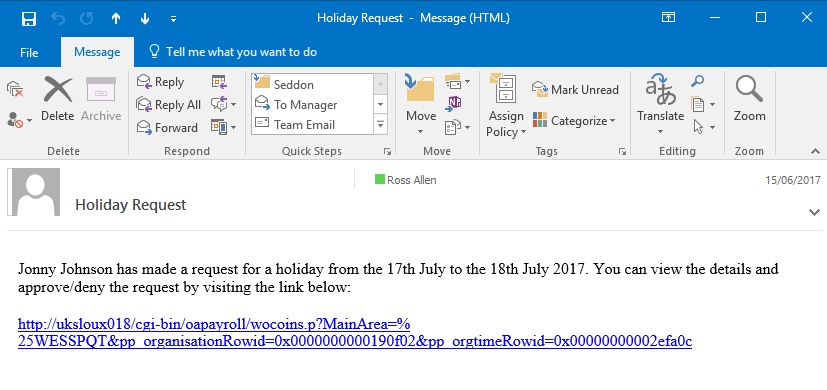 Holiday Request - Message (HTML)
File Message Tell me what you want to do
Delete Archive Reply Reply All Forward Seddon To Manager Team Email Move Assign Policy Mark Unread Categorize Translate Zoom
Delete Respond Quick Steps Move Tags Editing Zoom
Ross Allen 15/06/2017
Holiday Request
Jonny Johnson has made a request for a holiday from the 17th July to the 18th July 2017. You can view the details and
approve/deny the request by visiting the link below:
http://uksloux018/cgi-bin/oapayroll/wocoins.p?MainArea=%
25WESSPQT&pp_organisationRowid=0x0000000000190f02&pp_orgtimeRowid=0x00000000002efa0c